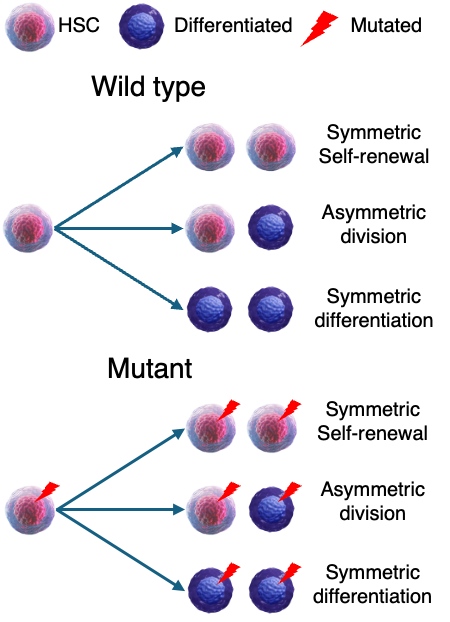 HSC Differentiated Mutated
Wild type
Symmetric
Self-renewal
Asymmetric
division
Symmetric
differentiation
Mutant
Symmetric
Self-renewal
Asymmetric
division
Symmetric
differentiation